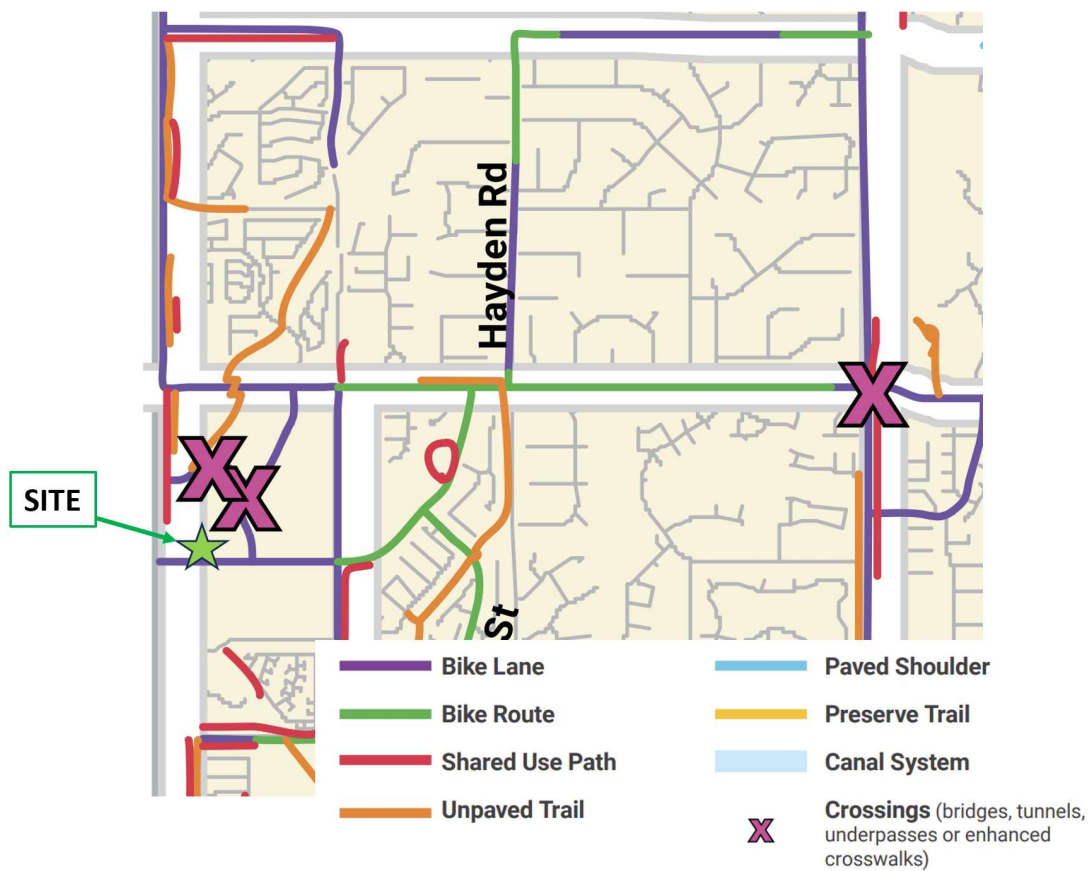 Hayden Rd
SITE
St
Bike Lane
Bike Route
Shared Use Path
Unpaved Trail
Paved Shoulder
Preserve Trail
Canal System
Crossings (bridges, tunnels,
underpasses or enhanced
crosswalks)